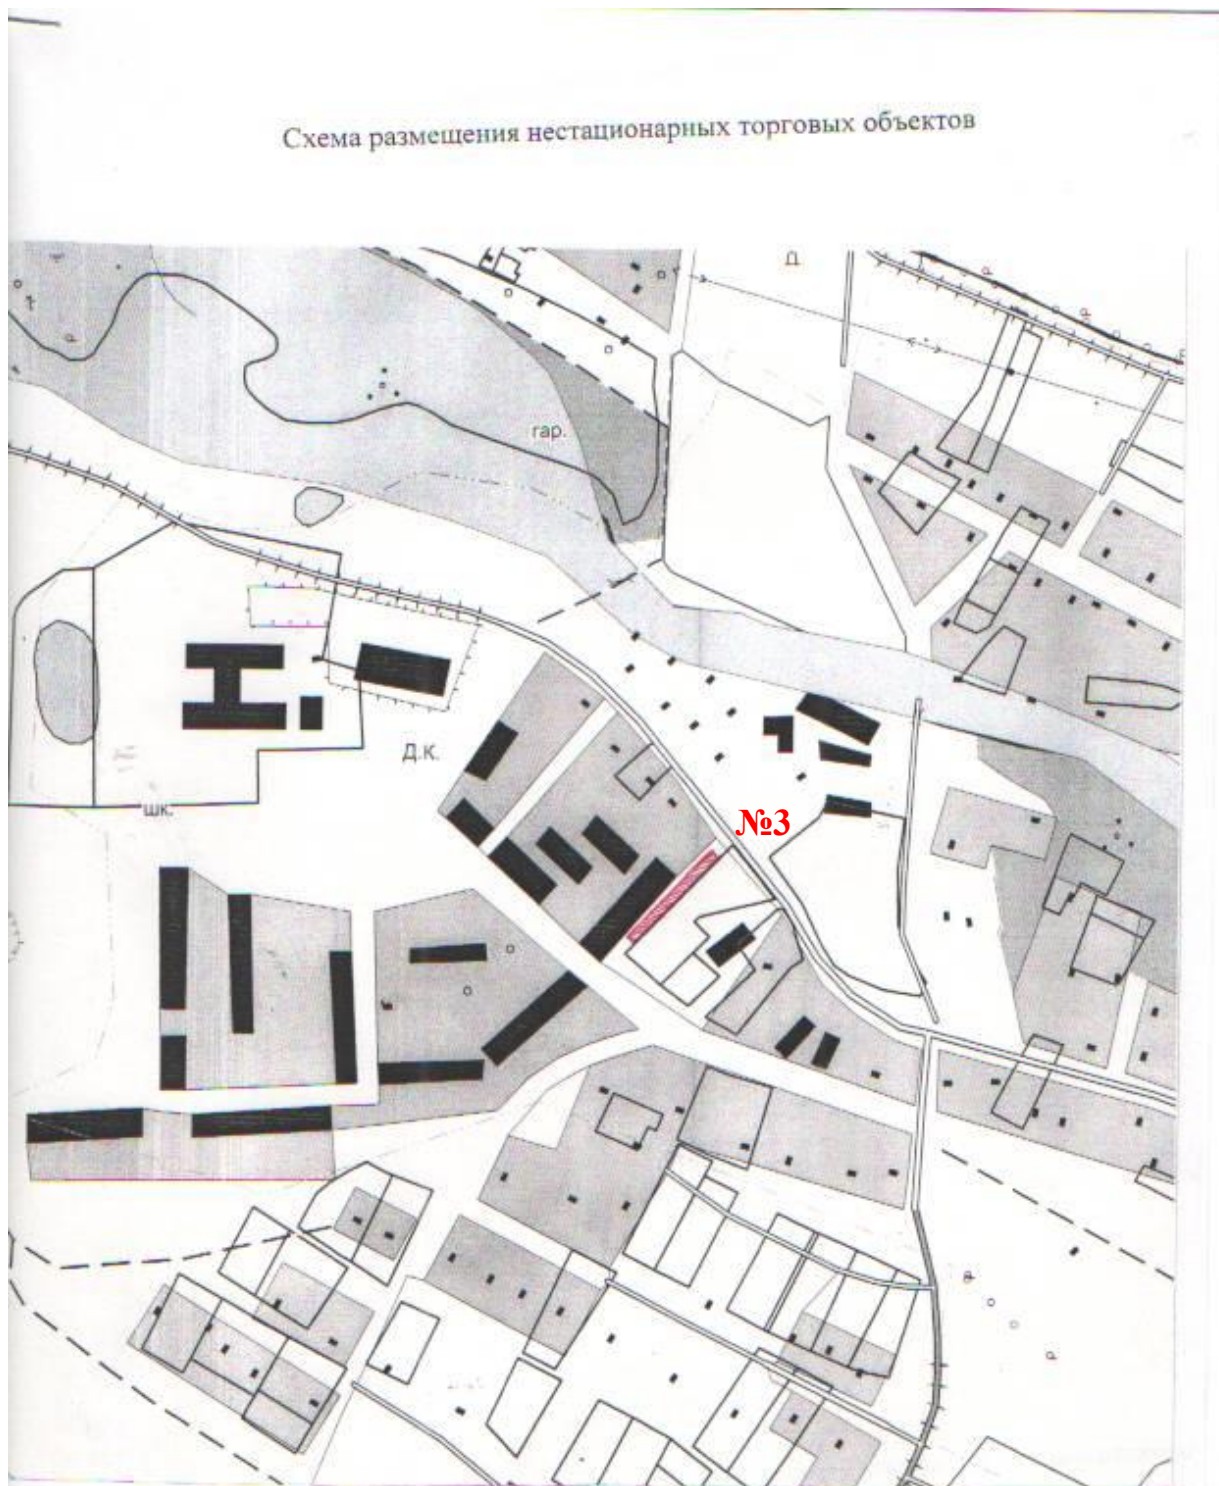 Схема размещения нестационарных торговых объектов
Д.
гар.
Д.К.
шк.
№3